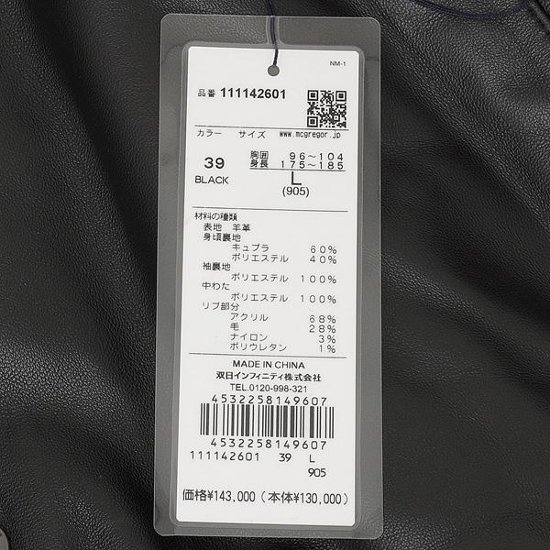 NM-1
品番 111142601
カラー サイズ www.mcgregor.jp
39 胸囲 96～104
身長 175～185
BLACK L
(905)
材料の種類
表地 羊革
身頃裏地
キュプラ 60%
ポリエステル 40%
袖裏地
ポリエステル 100%
中わた
ポリエステル 100%
リブ部分
アクリル 68%
毛 28%
ナイロン 3%
ポリウレタン 1%
MADE IN CHINA
双日インフィニティ株式会社
TEL.0120-998-321
4532258149607
4532258149607
111142601 39 L
905
価格¥143,000(本体¥130,000)